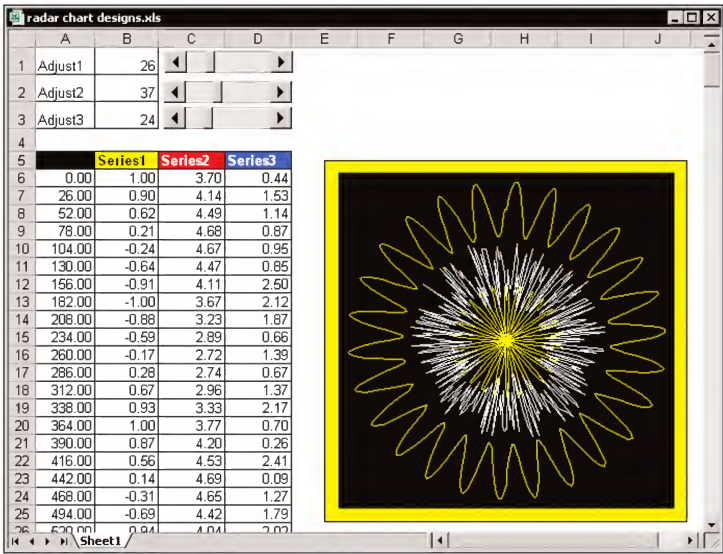 radar chart designs.xls
A B C D E F G H I J
1 Adjust1 26
2 Adjust2 37
3 Adjust3 24
4
5 Series1 Series2 Series3
6 0.00 1.00 3.70 0.44
7 26.00 0.90 4.14 1.53
8 52.00 0.62 4.49 1.14
9 78.00 0.21 4.68 0.87
10 104.00 -0.24 4.67 0.95
11 130.00 -0.64 4.47 0.85
12 156.00 -0.91 4.11 2.50
13 182.00 -1.00 3.67 2.12
14 208.00 -0.88 3.23 1.87
15 234.00 -0.59 2.89 0.66
16 260.00 -0.17 2.72 1.39
17 286.00 0.28 2.74 0.67
18 312.00 0.67 2.96 1.37
19 338.00 0.93 3.33 2.17
20 364.00 1.00 3.77 0.70
21 390.00 0.87 4.20 0.26
22 416.00 0.56 4.53 2.41
23 442.00 0.14 4.69 0.09
24 468.00 -0.31 4.65 1.27
25 494.00 -0.69 4.42 1.79
26 520.00 -0.94 4.04 2.02
Sheet1